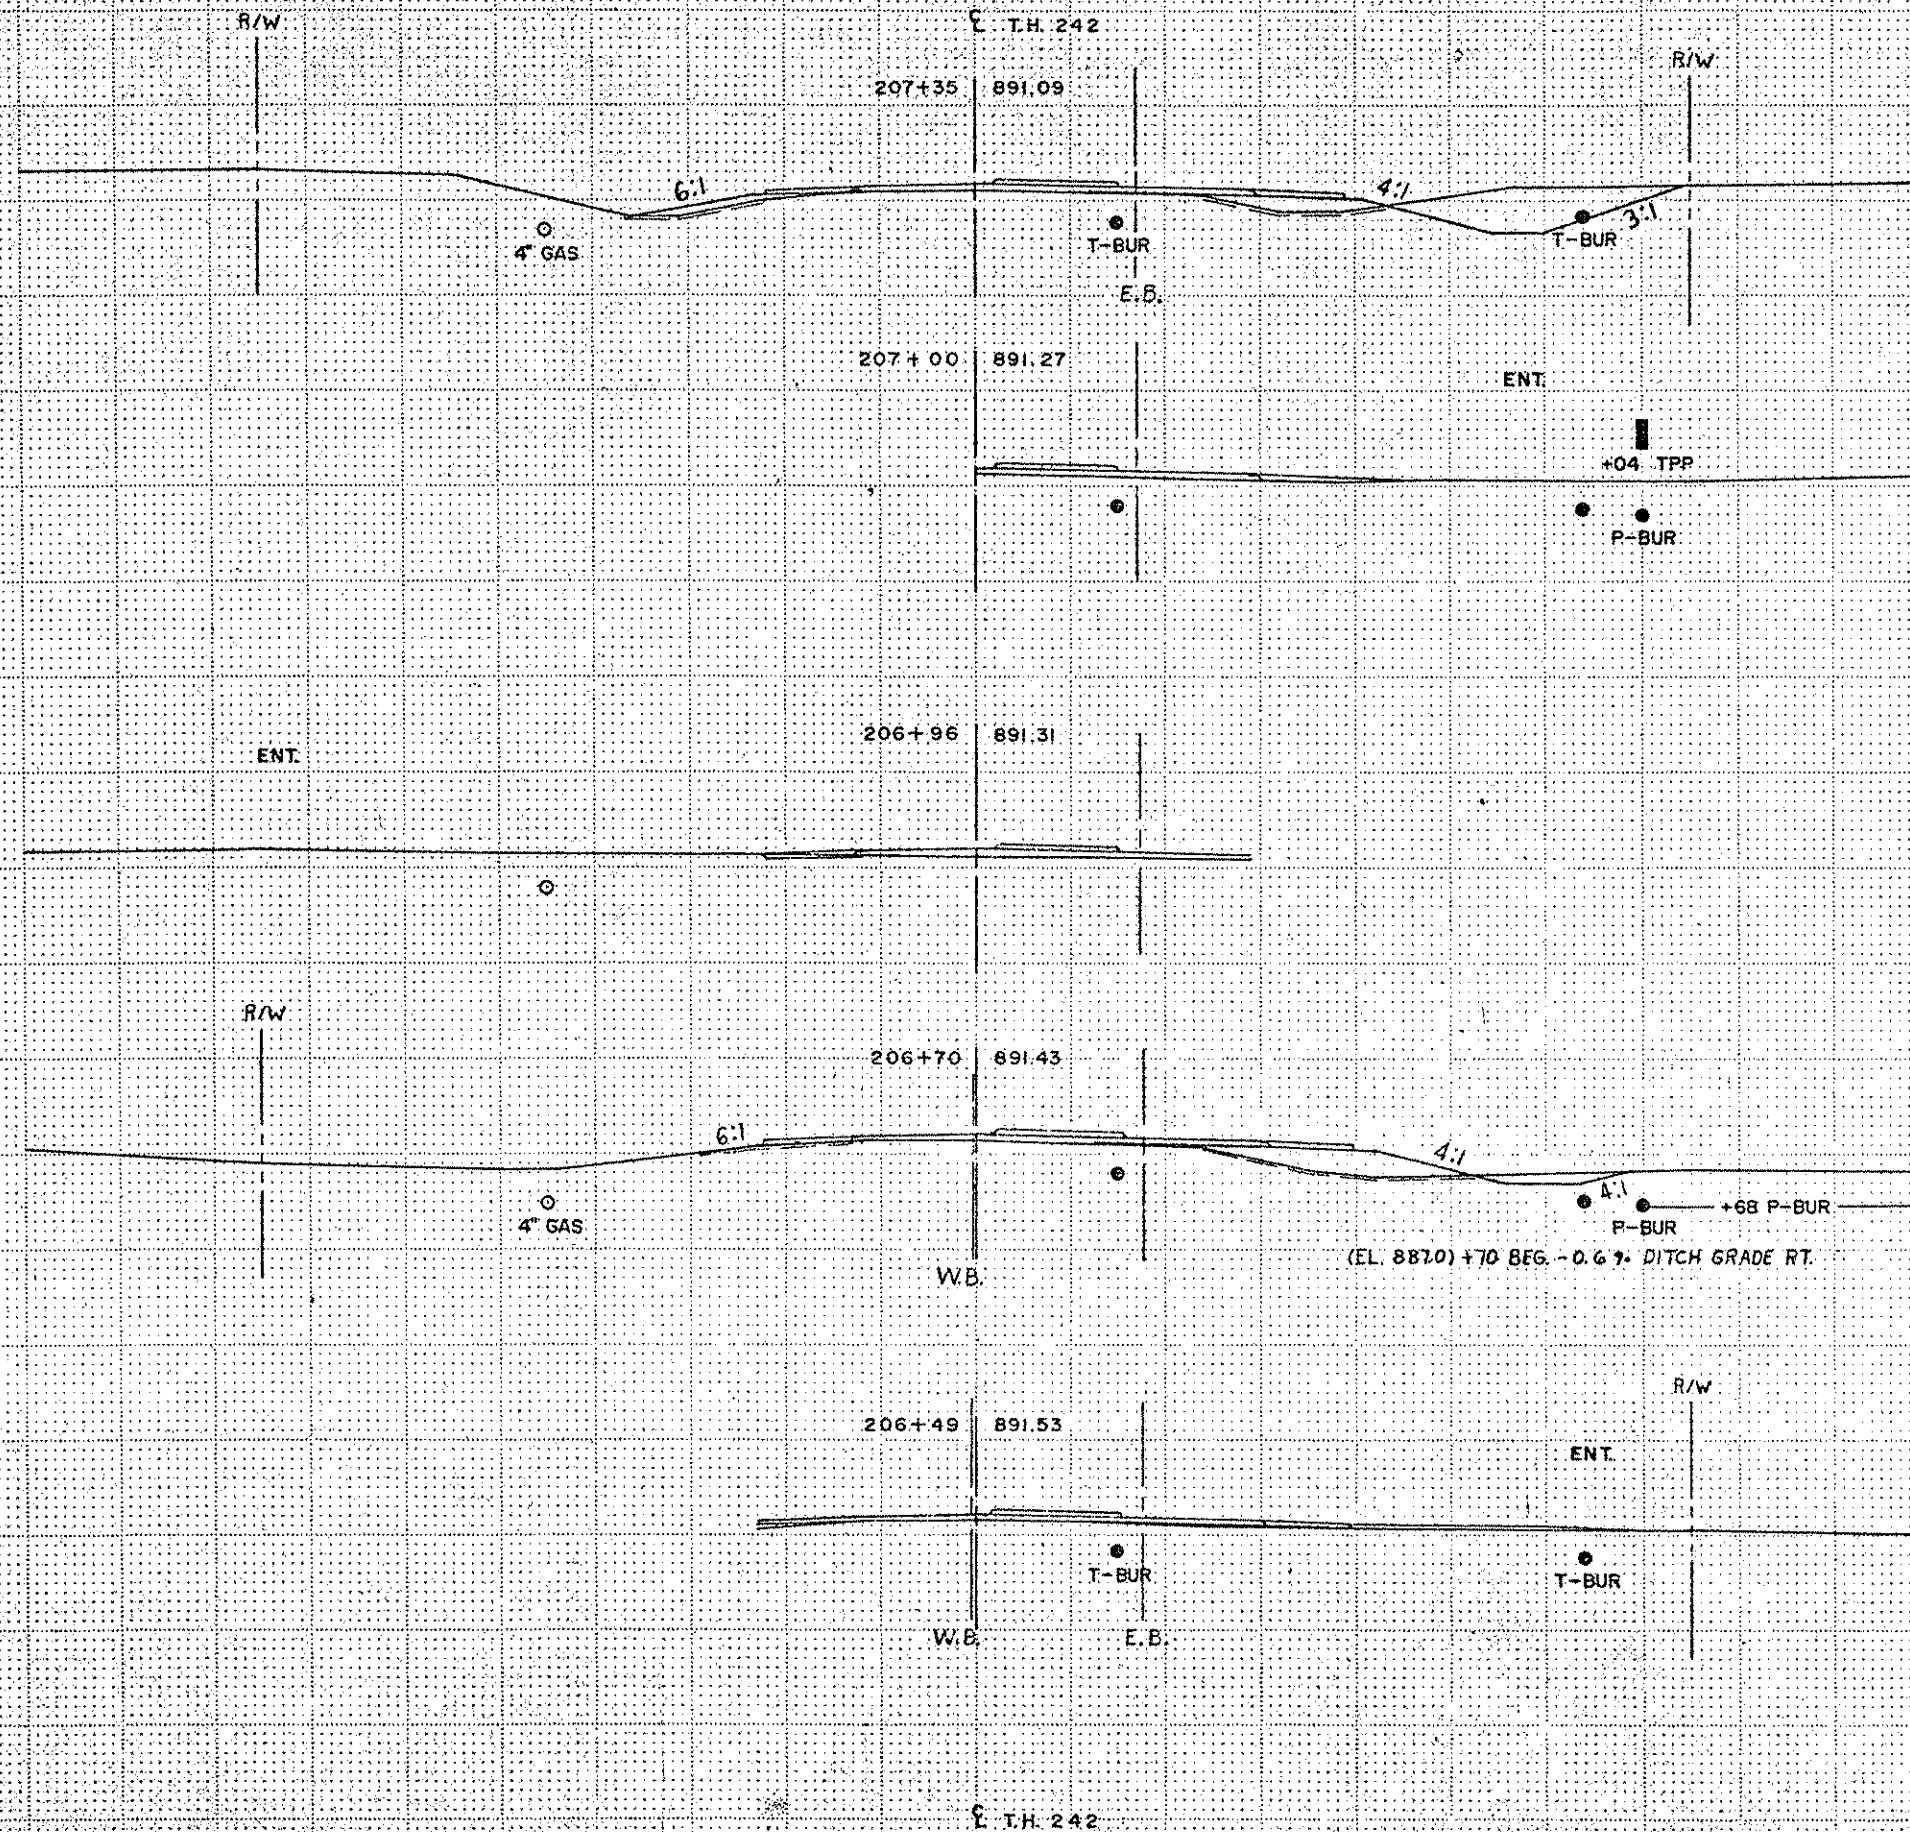 R/W
℄ T.H. 242
R/W
207+35 891.09
6:1
4:1
3:1
4" GAS
T-BUR
T-BUR
E.B.
207+00 891.27
ENT.
+04 TPP
P-BUR
206+96 891.31
ENT.
R/W
206+70 891.43
6:1
4:1
4:1
4" GAS
+68 P-BUR
P-BUR
(EL. 887.0) +70 BEG. -0.6% DITCH GRADE RT.
W.B.
R/W
206+49 891.53
ENT.
T-BUR
T-BUR
W.B.
E.B.
℄ T.H. 242